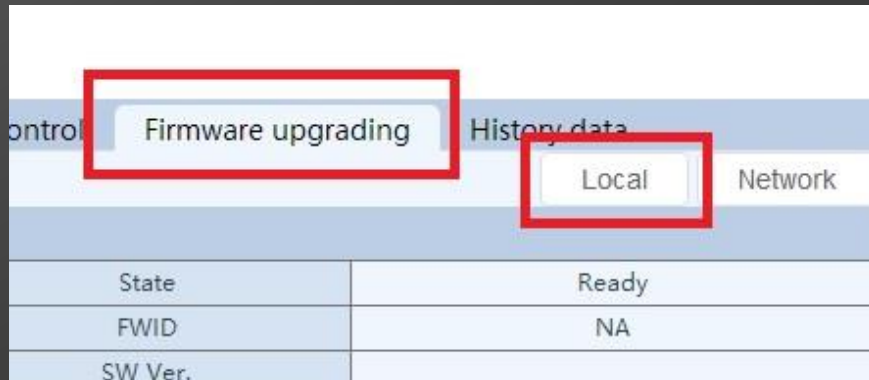 ontrol Firmware upgrading History data
Local Network
State Ready
FWID NA
SW Ver.